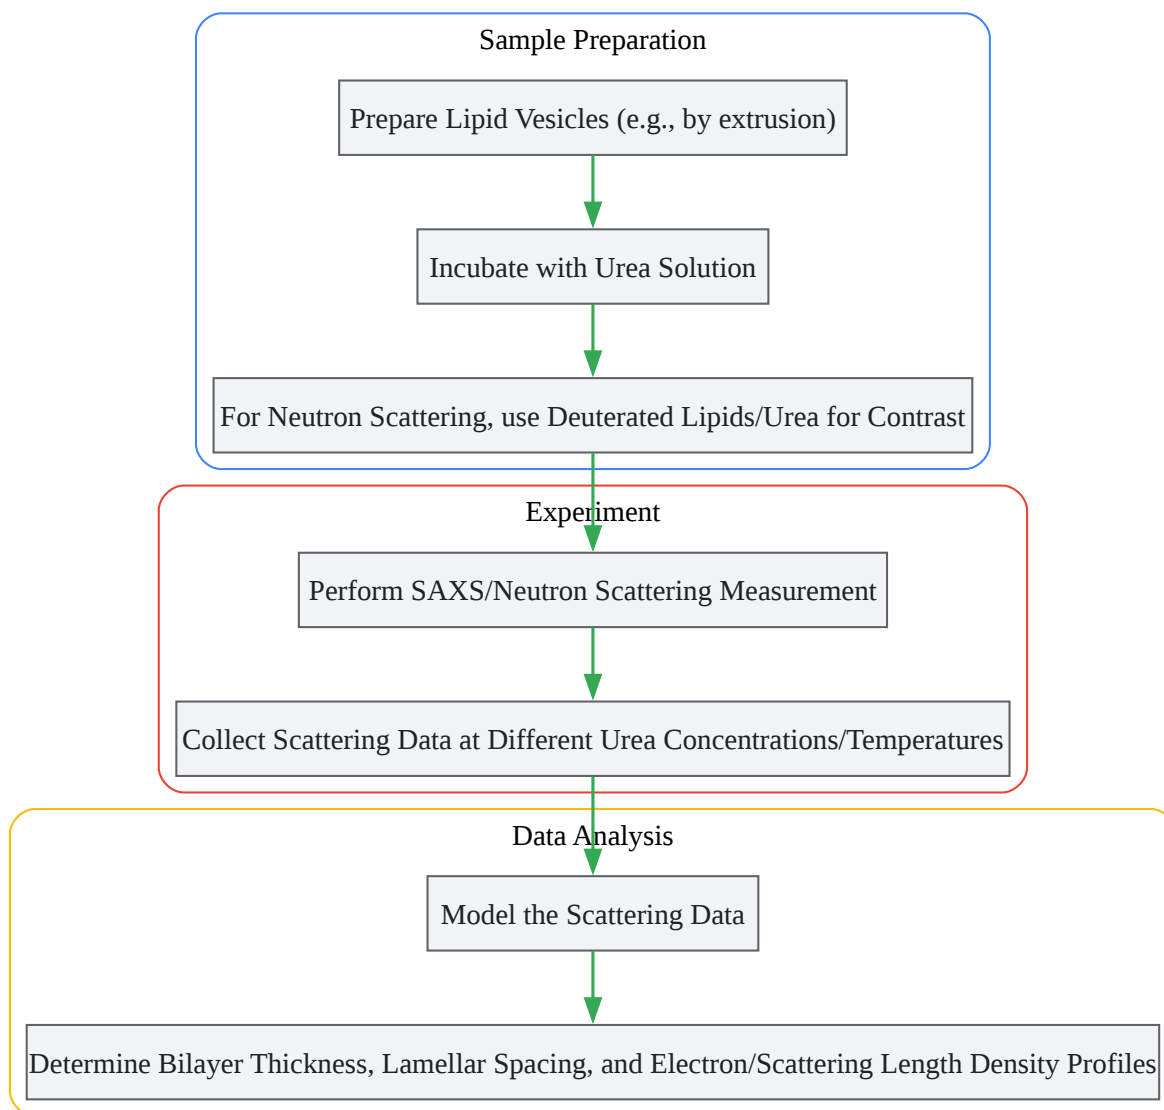 Sample Preparation
Prepare Lipid Vesicles (e.g., by extrusion)
Incubate with Urea Solution
For Neutron Scattering, use Deuterated Lipids/Urea for Contrast
Experiment
Perform SAXS/Neutron Scattering Measurement
Collect Scattering Data at Different Urea Concentrations/Temperatures
Data Analysis
Model the Scattering Data
Determine Bilayer Thickness, Lamellar Spacing, and Electron/Scattering Length Density Profiles